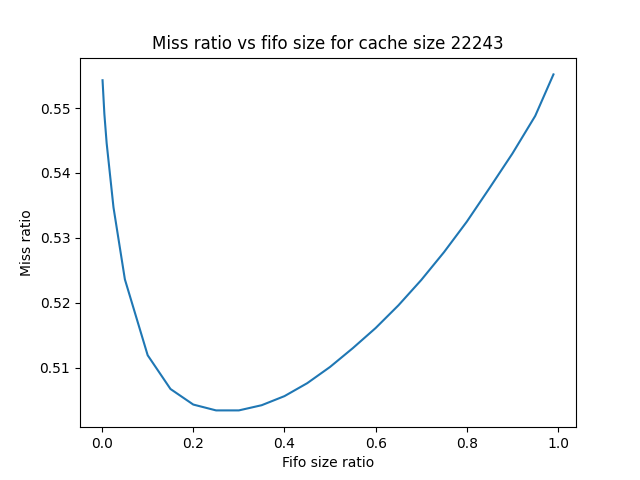 Miss ratio vs fifo size for cache size 22243
Miss ratio
0.55
0.54
0.53
0.52
0.51
0.0 0.2 0.4 0.6 0.8 1.0
Fifo size ratio